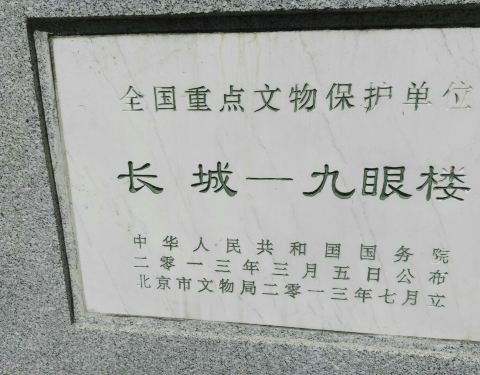 全国重点文物保护单位
长城一九眼楼
中华人民共和国国务院
二零一三年三月五日公布
北京市文物局二零一三年七月立